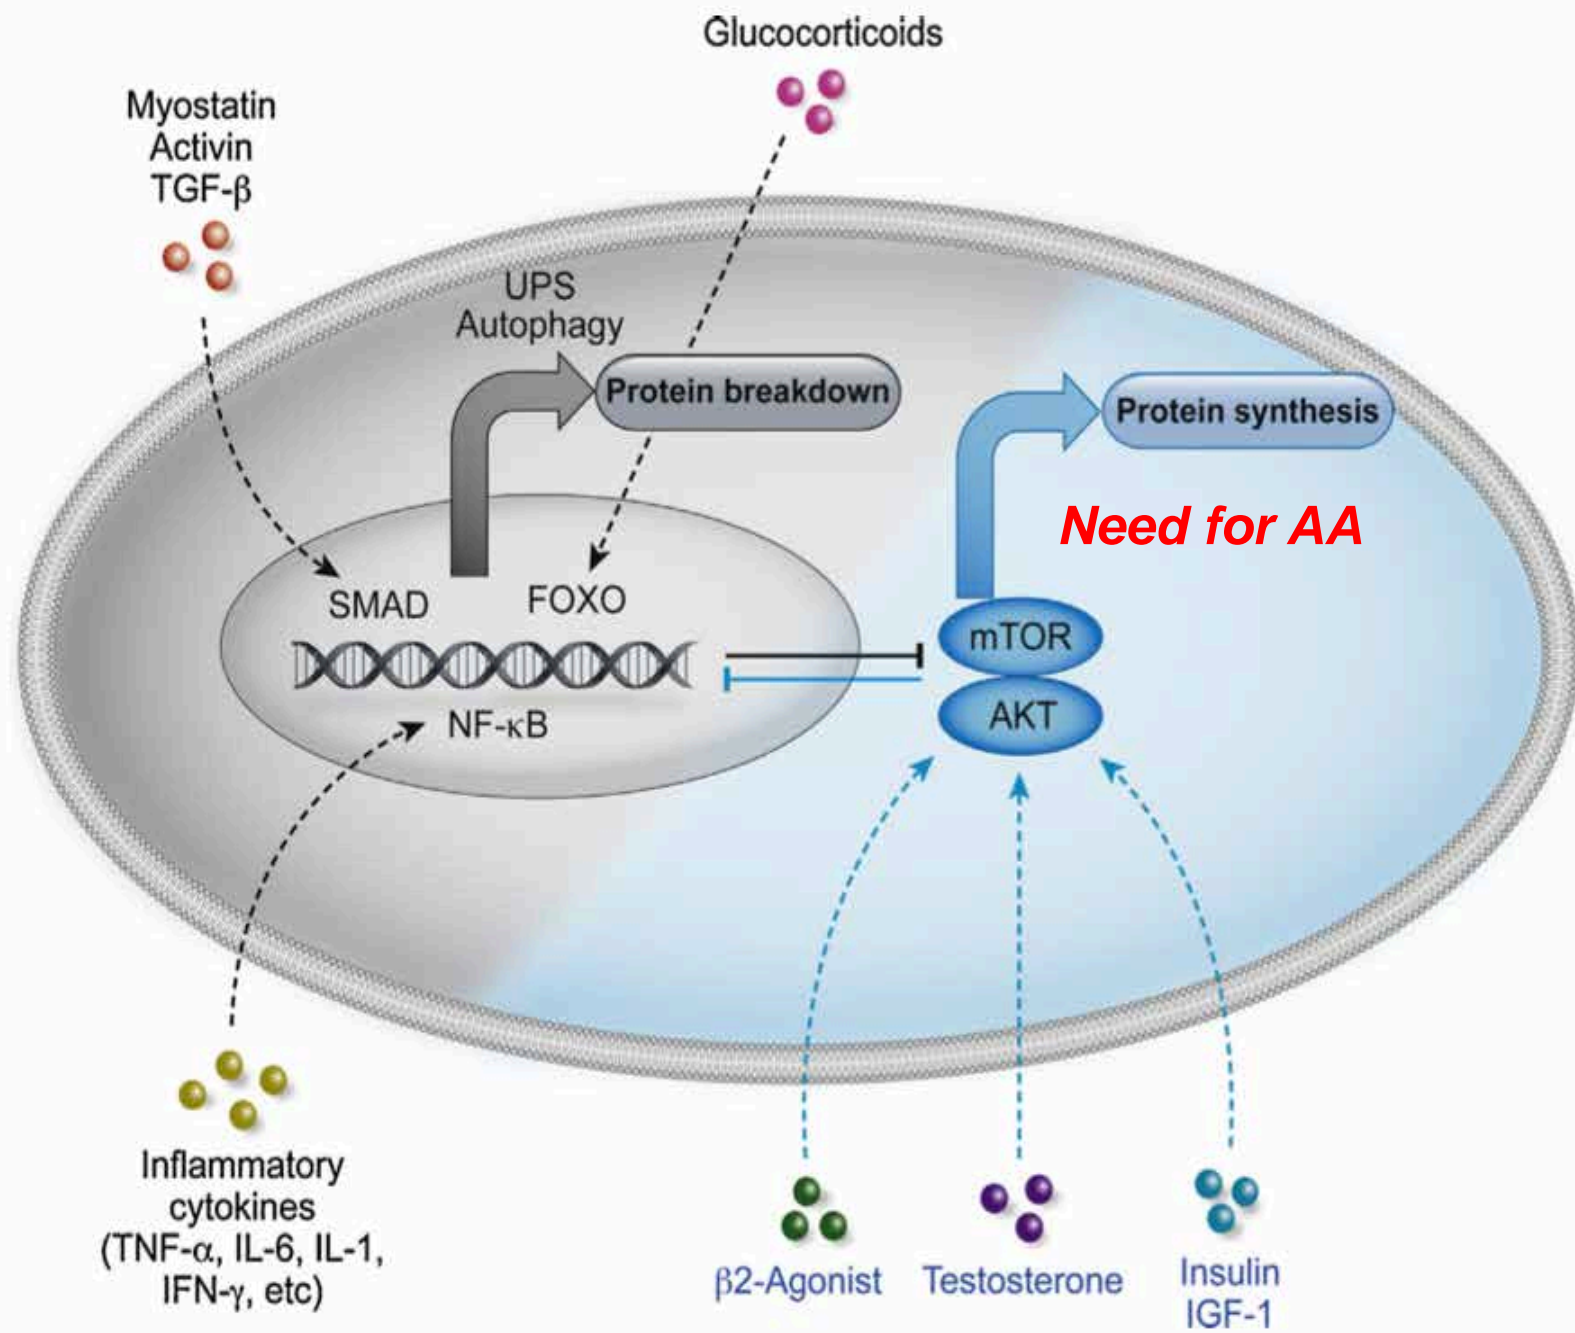 Glucocorticoids
Myostatin
Activin
TGF-β
UPS
Autophagy
Protein breakdown
Protein synthesis
Need for AA
SMAD
FOXO
mTOR
NF-κB
AKT
Inflammatory
cytokines
(TNF-α, IL-6, IL-1,
IFN-γ, etc)
β2-Agonist
Testosterone
Insulin
IGF-1